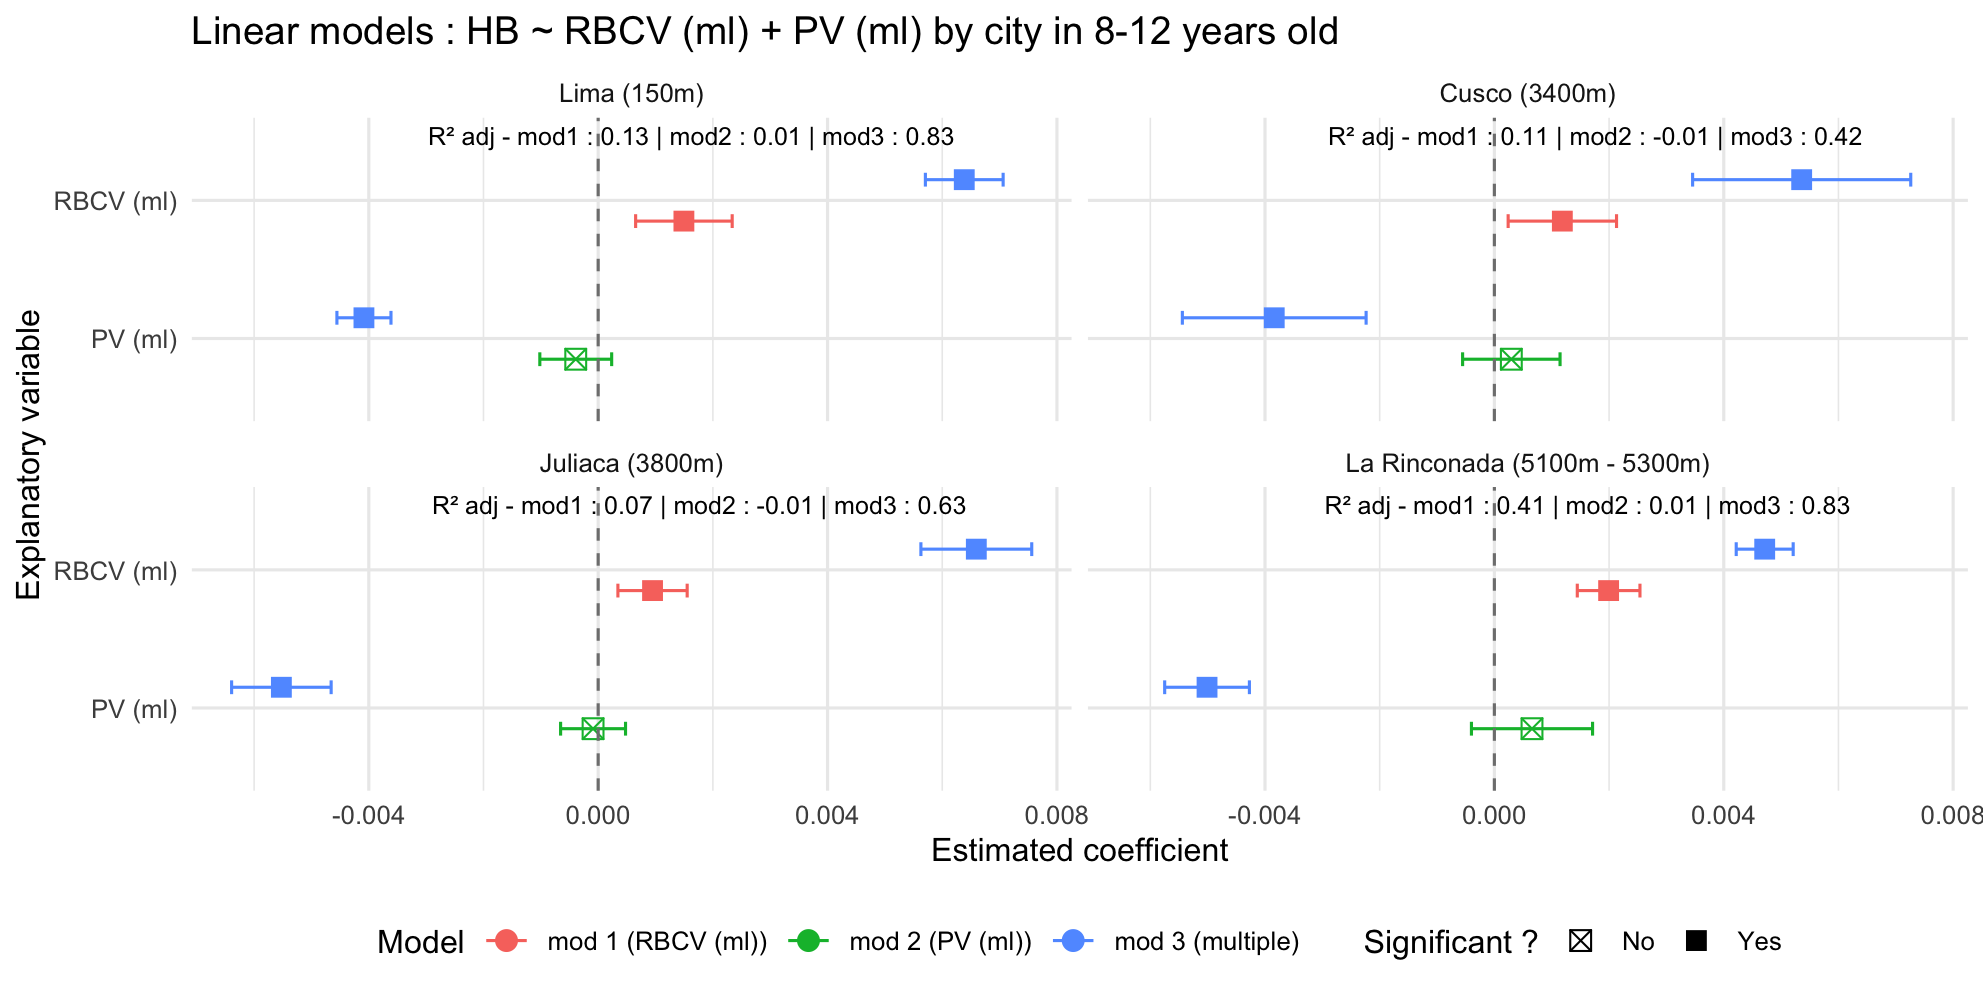 Linear models : HB ~ RBCV (ml) + PV (ml) by city in 8-12 years old
Lima (150m)
Cusco (3400m)
R² adj - mod1 : 0.13 | mod2 : 0.01 | mod3 : 0.83
R² adj - mod1 : 0.11 | mod2 : -0.01 | mod3 : 0.42
RBCV (ml)
PV (ml)
Juliaca (3800m)
La Rinconada (5100m - 5300m)
R² adj - mod1 : 0.07 | mod2 : -0.01 | mod3 : 0.63
R² adj - mod1 : 0.41 | mod2 : 0.01 | mod3 : 0.83
RBCV (ml)
PV (ml)
Explanatory variable
-0.004 0.000 0.004 0.008
-0.004 0.000 0.004 0.008
Estimated coefficient
Model mod 1 (RBCV (ml)) mod 2 (PV (ml)) mod 3 (multiple) Significant ? No Yes